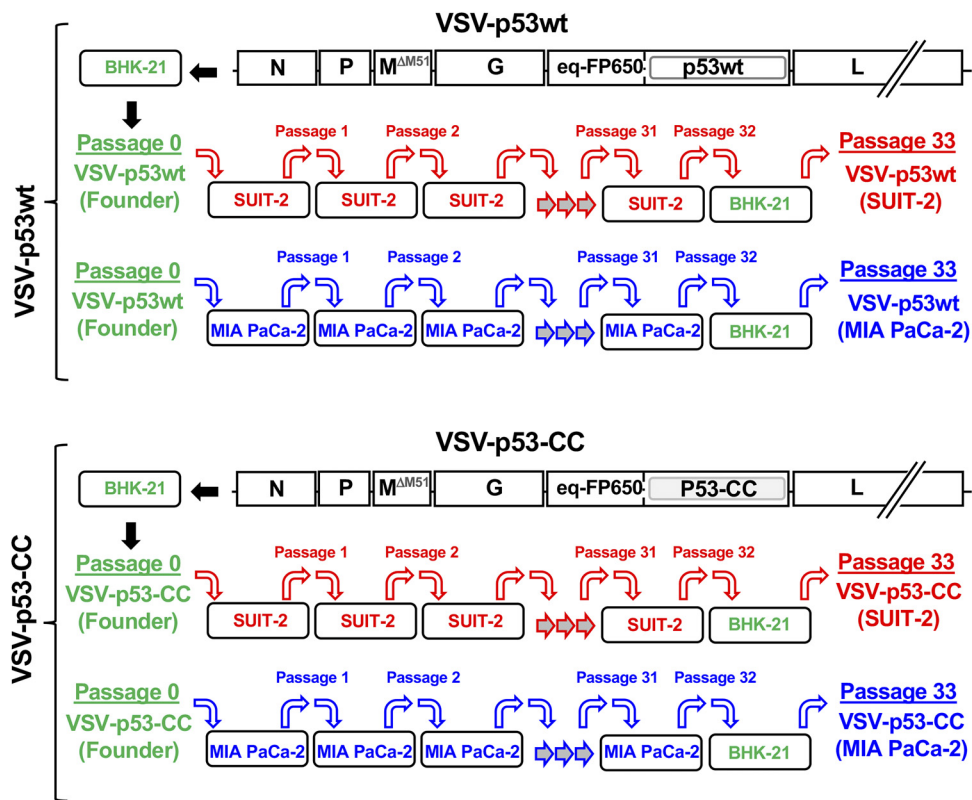 VSV-p53wt
VSV-p53wt
BHK-21
N P M^ΔM51 G eq-FP650 p53wt L
Passage 0
VSV-p53wt
(Founder)
Passage 1 Passage 2 Passage 31 Passage 32
SUIT-2 SUIT-2 SUIT-2 SUIT-2 BHK-21
Passage 33
VSV-p53wt
(SUIT-2)
Passage 0
VSV-p53wt
(Founder)
Passage 1 Passage 2 Passage 31 Passage 32
MIA PaCa-2 MIA PaCa-2 MIA PaCa-2 MIA PaCa-2 BHK-21
Passage 33
VSV-p53wt
(MIA PaCa-2)
VSV-p53-CC
VSV-p53-CC
BHK-21
N P M^ΔM51 G eq-FP650 P53-CC L
Passage 0
VSV-p53-CC
(Founder)
Passage 1 Passage 2 Passage 31 Passage 32
SUIT-2 SUIT-2 SUIT-2 SUIT-2 BHK-21
Passage 33
VSV-p53-CC
(SUIT-2)
Passage 0
VSV-p53-CC
(Founder)
Passage 1 Passage 2 Passage 31 Passage 32
MIA PaCa-2 MIA PaCa-2 MIA PaCa-2 MIA PaCa-2 BHK-21
Passage 33
VSV-p53-CC
(MIA PaCa-2)